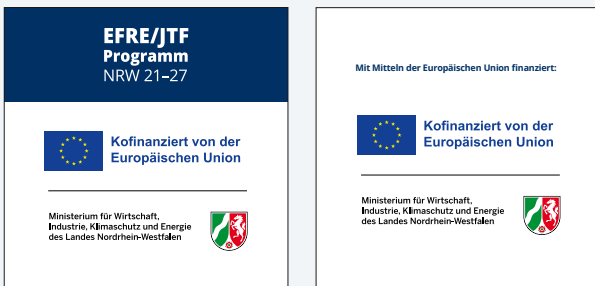 EFRE/JTF
Programm
NRW 21–27
Kofinanziert von der
Europäischen Union
Ministerium für Wirtschaft,
Industrie, Klimaschutz und Energie
des Landes Nordrhein-Westfalen
Mit Mitteln der Europäischen Union finanziert:
Kofinanziert von der
Europäischen Union
Ministerium für Wirtschaft,
Industrie, Klimaschutz und Energie
des Landes Nordrhein-Westfalen